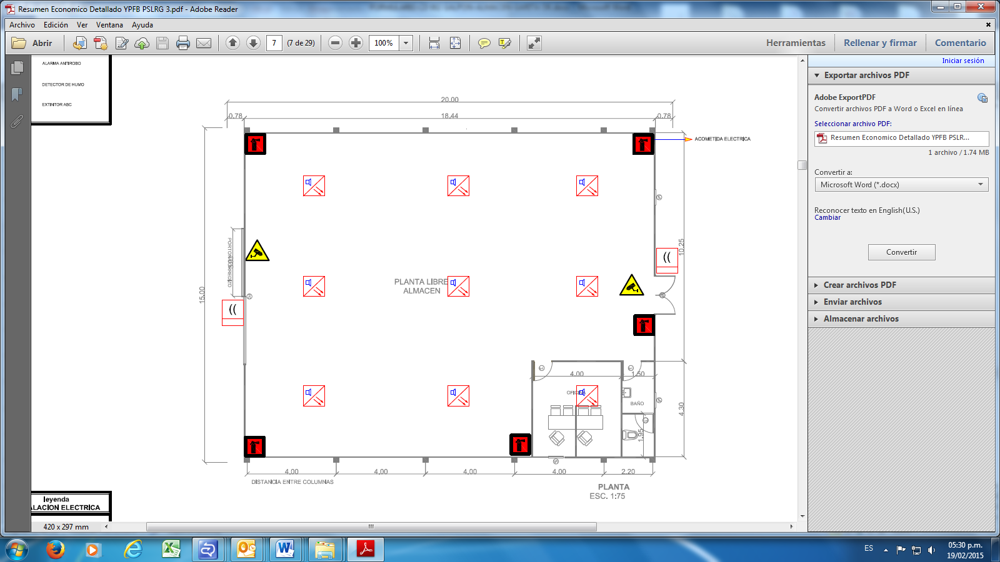 Resumen Economico Detallado YPFB PSLRG 3.pdf - Adobe Reader
Archivo Edición Ver Ventana Ayuda
Abrir
7 (7 de 29)
100%
Herramientas Rellenar y firmar Comentario
ALARMA ANTIROBO
DETECTOR DE HUMO
EXTINTOR ABC
20.00
0.78 18.44 0.78
ACOMETIDA ELECTRICA
10.25
15.00
PLANTA LIBRE
ALMACEN
4.00 1.50
BAÑO
4.30
1.95
4.00 4.00 4.00 4.00 2.20
DISTANCIA ENTRE COLUMNAS
PLANTA
ESC. 1:75
leyenda
LACION ELECTRICA
420 x 297 mm
Iniciar sesión
Exportar archivos PDF
Adobe ExportPDF
Convertir archivos PDF a Word o Excel en línea
Seleccionar archivo PDF:
Resumen Economico Detallado YPFB PSLR...
1 archivo / 1.74 MB
Convertir a:
Microsoft Word (*.docx)
Reconocer texto en English(U.S.)
Cambiar
Convertir
Crear archivos PDF
Enviar archivos
Almacenar archivos
ES
05:30 p.m.
19/02/2015